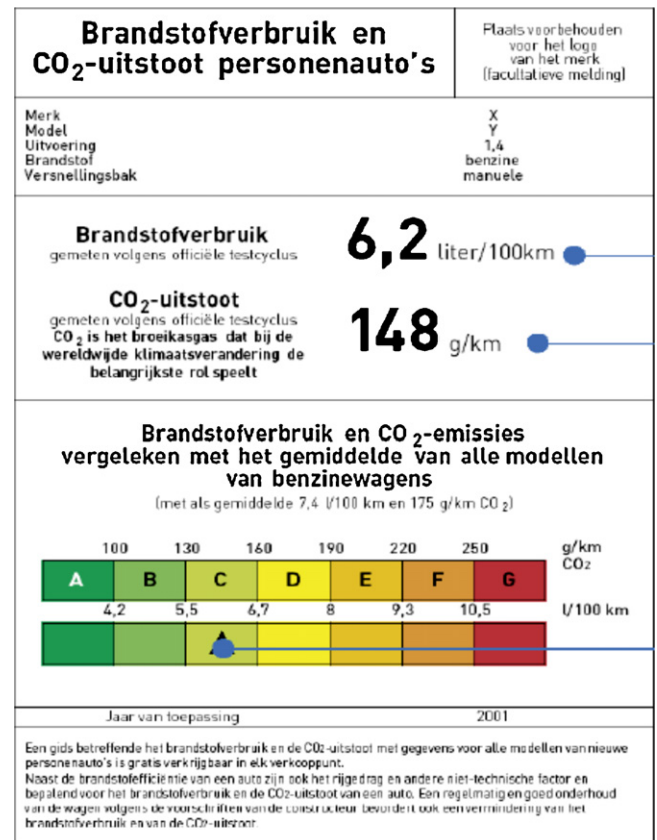 Brandstofverbruik en
CO2-uitstoot personenauto's
Plaats voorbehouden
voor het logo
van het merk
(facultatieve melding)
Merk X
Model Y
Uitvoering 1,4
Brandstof benzine
Versnellingsbak manuele
Brandstofverbruik
gemeten volgens officiële testcyclus
6,2 liter/100km
CO2-uitstoot
gemeten volgens officiële testcyclus
CO2 is het broeikasgas dat bij de
wereldwijde klimaatsverandering de
belangrijkste rol speelt
148 g/km
Brandstofverbruik en CO2-emissies
vergeleken met het gemiddelde van alle modellen
van benzinewagens
(met als gemiddelde 7,4 l/100 km en 175 g/km CO2)
100 130 160 190 220 250 g/km
CO2
A B C D E F G
4,2 5,5 6,7 8 9,3 10,5 l/100 km
Jaar van toepassing 2001
Een gids betreffende het brandstofverbruik en de CO2-uitstoot met gegevens voor alle modellen van nieuwe
personenauto's is gratis verkrijgbaar in elk verkooppunt.
Naast de brandstofefficiëntie van een auto zijn ook het rijgedrag en andere niet-technische factor en
bepalend voor het brandstofverbruik en de CO2-uitstoot van een auto. Een regelmatig en goed onderhoud
van de wagen volgens de voorschriften van de constructeur bevordert ook een vermindering van het
brandstofverbruik en van de CO2-uitstoot.